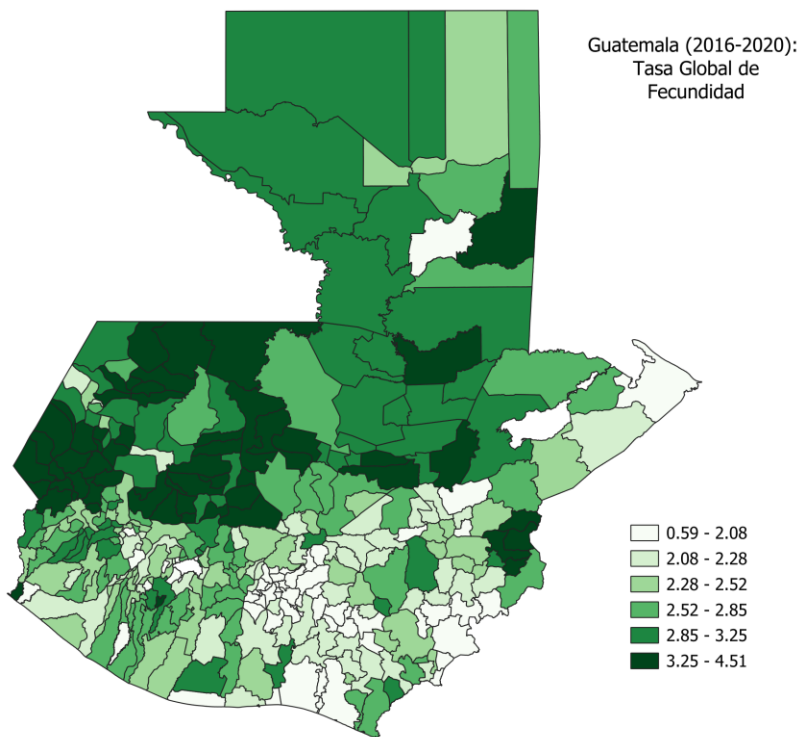 Guatemala (2016-2020):
Tasa Global de
Fecundidad
0.59 - 2.08
2.08 - 2.28
2.28 - 2.52
2.52 - 2.85
2.85 - 3.25
3.25 - 4.51